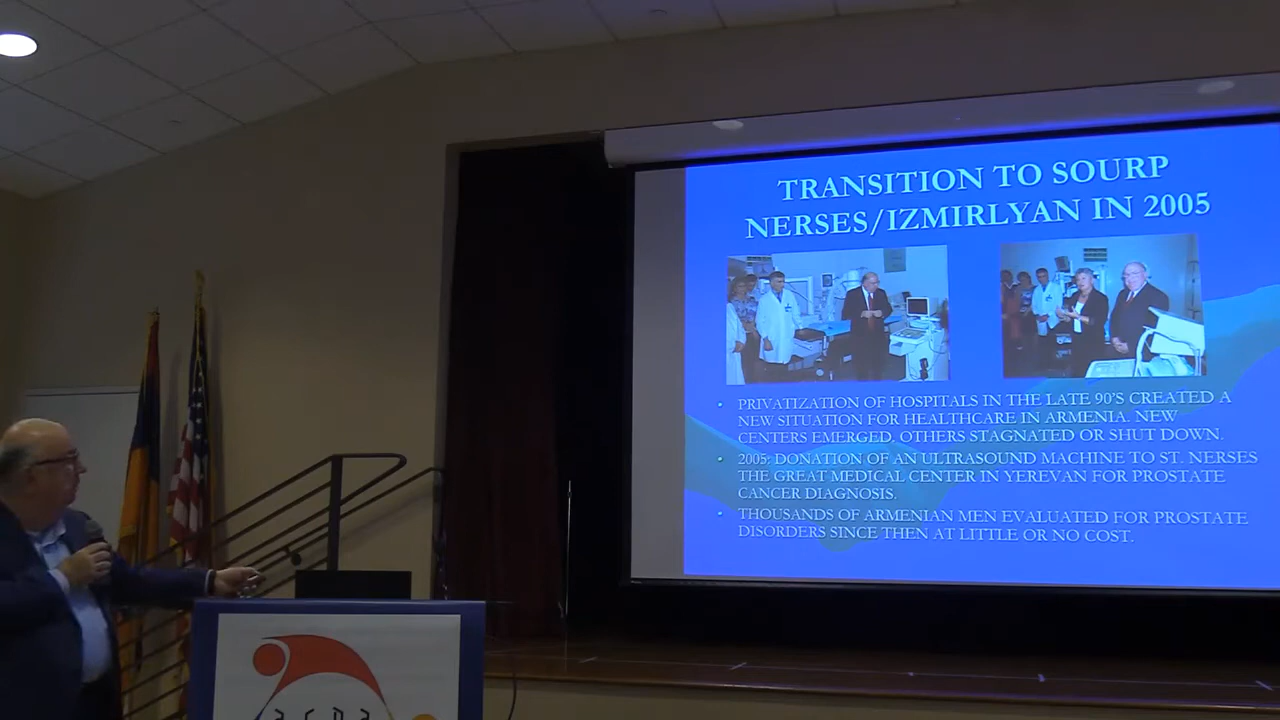 TRANSITION TO SOURP
NERSES/IZMIRLYAN IN 2005
• PRIVATIZATION OF HOSPITALS IN THE LATE 90'S CREATED A
NEW SITUATION FOR HEALTHCARE IN ARMENIA. NEW
CENTERS EMERGED, OTHERS STAGNATED OR SHUT DOWN.
• 2005: DONATION OF AN ULTRASOUND MACHINE TO ST. NERSES
THE GREAT MEDICAL CENTER IN YEREVAN FOR PROSTATE
CANCER DIAGNOSIS.
• THOUSANDS OF ARMENIAN MEN EVALUATED FOR PROSTATE
DISORDERS SINCE THEN AT LITTLE OR NO COST.